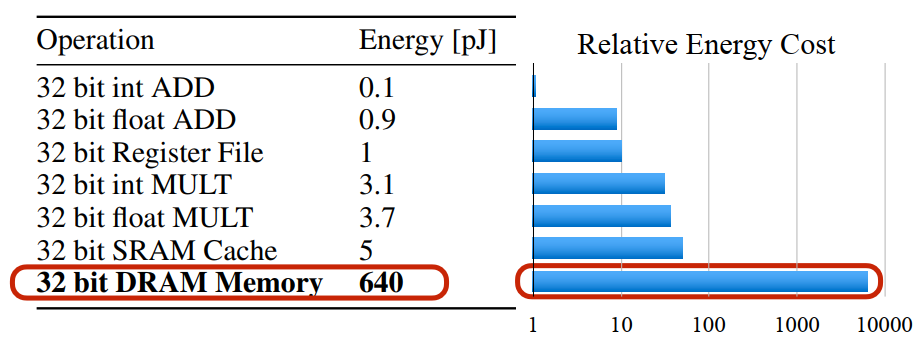 Operation Energy [pJ] Relative Energy Cost
32 bit int ADD 0.1
32 bit float ADD 0.9
32 bit Register File 1
32 bit int MULT 3.1
32 bit float MULT 3.7
32 bit SRAM Cache 5
32 bit DRAM Memory 640
1 10 100 1000 10000